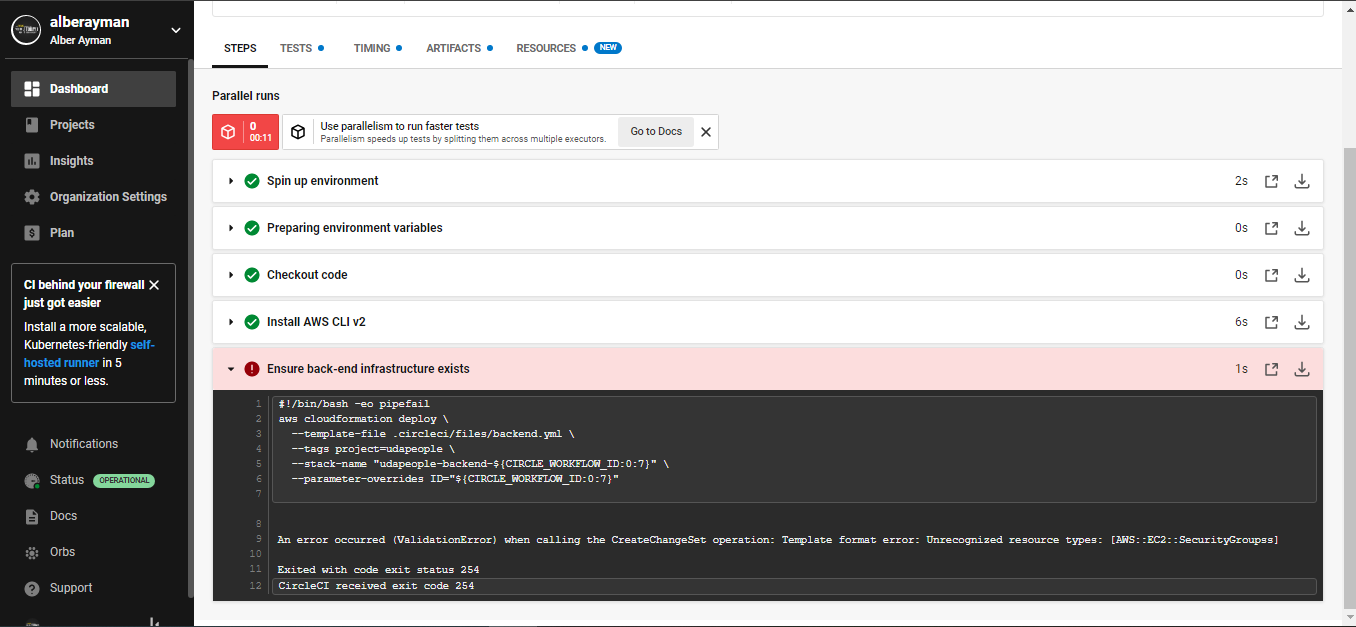 alberayman
Alber Ayman
Dashboard
Projects
Insights
Organization Settings
Plan
CI behind your firewall
just got easier
Install a more scalable,
Kubernetes-friendly self-
hosted runner in 5
minutes or less.
Notifications
Status OPERATIONAL
Docs
Orbs
Support
STEPS TESTS TIMING ARTIFACTS RESOURCES NEW
Parallel runs
0
00:11
Use parallelism to run faster tests
Parallelism speeds up tests by splitting them across multiple executors.
Go to Docs
Spin up environment 2s
Preparing environment variables 0s
Checkout code 0s
Install AWS CLI v2 6s
Ensure back-end infrastructure exists 1s
1 #!/bin/bash -eo pipefail
2 aws cloudformation deploy \
3 --template-file .circleci/files/backend.yml \
4 --tags project=udapeople \
5 --stack-name "udapeople-backend-${CIRCLE_WORKFLOW_ID:0:7}" \
6 --parameter-overrides ID="${CIRCLE_WORKFLOW_ID:0:7}"
7
8
9 An error occurred (ValidationError) when calling the CreateChangeSet operation: Template format error: Unrecognized resource types: [AWS::EC2::SecurityGroupss]
10
11 Exited with code exit status 254
12 CircleCI received exit code 254